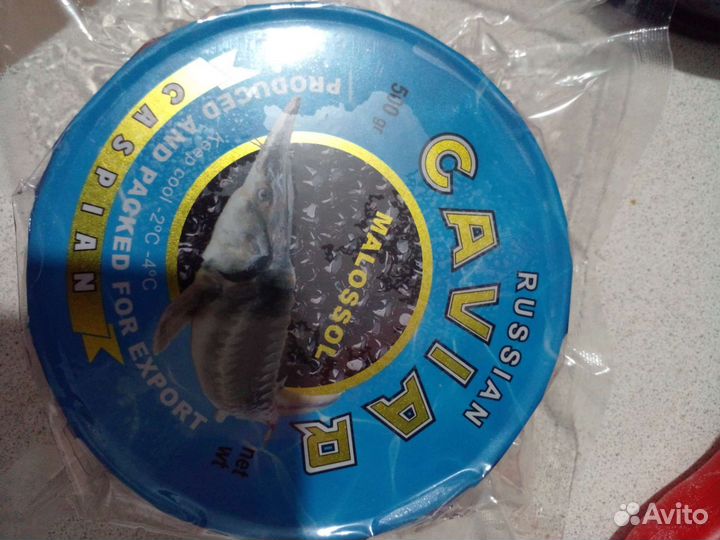 RUSSIAN
CAVIAR
500 gr
MALOSSOL
net
wt
CASPIAN
Keep cool -2°C -4°C
PRODUCED AND PACKED FOR EXPORT
Avito